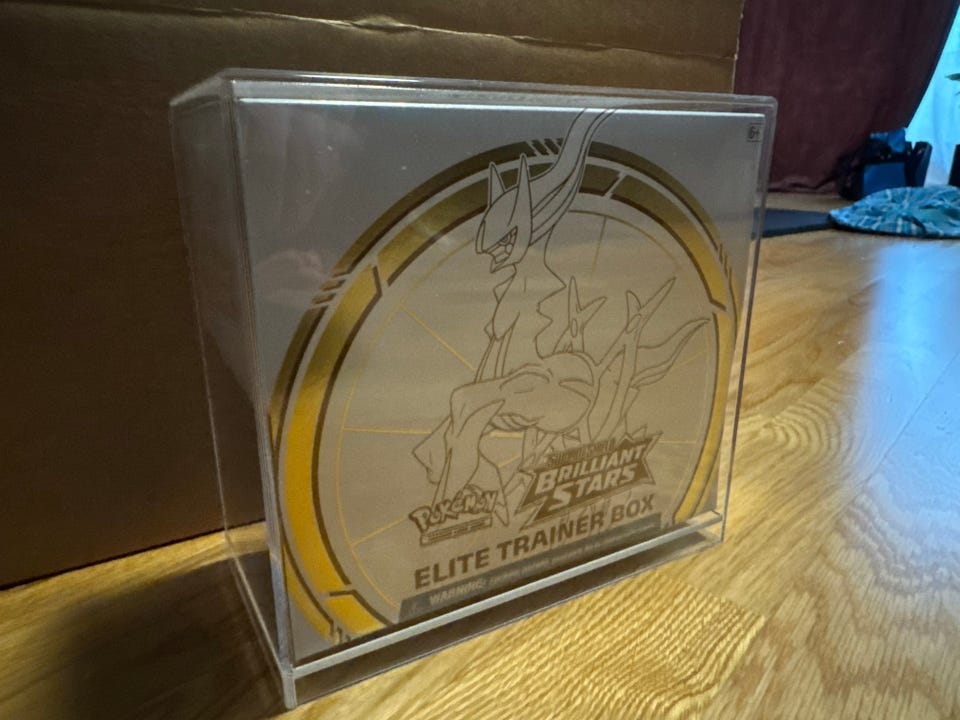 6+
Pokémon
BRILLIANT
STARS
ELITE TRAINER BOX
WARNING: